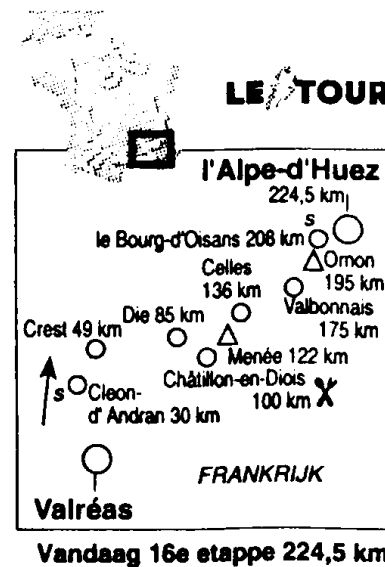 LE TOUR
l'Alpe-d'Huez
224,5 km
s
le Bourg-d'Oisans 208 km
Ornon
195 km
Celles
136 km
Valbonnais
175 km
Die 85 km
Crest 49 km
Menée 122 km
Châtillon-en-Diois
100 km
s
Cleon-
d'Andran 30 km
FRANKRIJK
Valréas
Vandaag 16e etappe 224,5 km